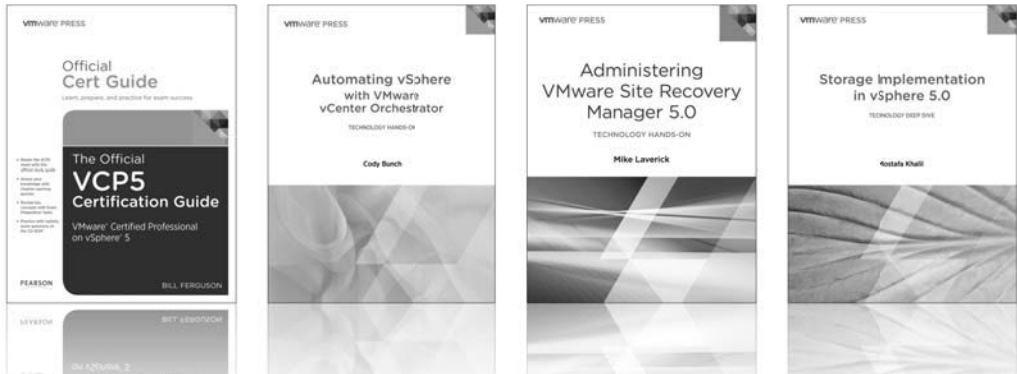 vmware PRESS
Official
Cert Guide
Learn, prepare, and practice for exam success
The Official
VCP5
Certification Guide
VMware® Certified Professional
on vSphere® 5
PEARSON
BILL FERGUSON
vmware PRESS
Automating vSphere
with VMware
vCenter Orchestrator
TECHNOLOGY HANDS-ON
Cody Bunch
vmware PRESS
Administering
VMware Site Recovery
Manager 5.0
TECHNOLOGY HANDS-ON
Mike Laverick
vmware PRESS
Storage Implementation
in vSphere 5.0
TECHNOLOGY DEEP DIVE
Mostafa Khalil